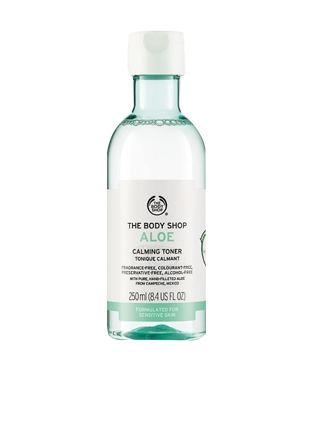 THE
BODY
SHOP
THE BODY SHOP
ALOE
CALMING TONER
TONIQUE CALMANT
FRAGRANCE-FREE, COLOURANT-FREE,
PRESERVATIVE-FREE, ALCOHOL-FREE
WITH PURE, HAND-FILLETED ALOE
FROM CAMPECHE, MEXICO
250 ml (8.4 US FL OZ)
FORMULATED FOR
SENSITIVE SKIN